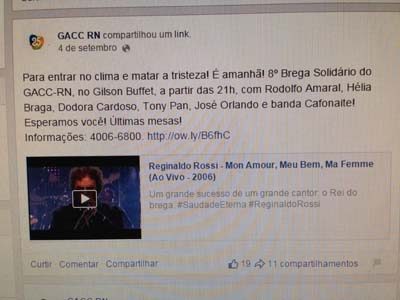 GACC RN compartilhou um link.
4 de setembro
Para entrar no clima e matar a tristeza! É amanhã! 8º Brega Solidário do
GACC-RN, no Gilson Buffet, a partir das 21h, com Rodolfo Amaral, Hélia
Braga, Dodora Cardoso, Tony Pan, José Orlando e banda Cafonaite!
Esperamos você! Últimas mesas!
Informações: 4006-6800. http://ow.ly/B6fhC
Reginaldo Rossi - Mon Amour, Meu Bem, Ma Femme
(Ao Vivo - 2006)
Um grande sucesso de um grande cantor: o Rei do
brega. #SaudadeEterna #ReginaldoRossi
Curtir · Comentar · Compartilhar
19
11 compartilhamentos
GACC RN